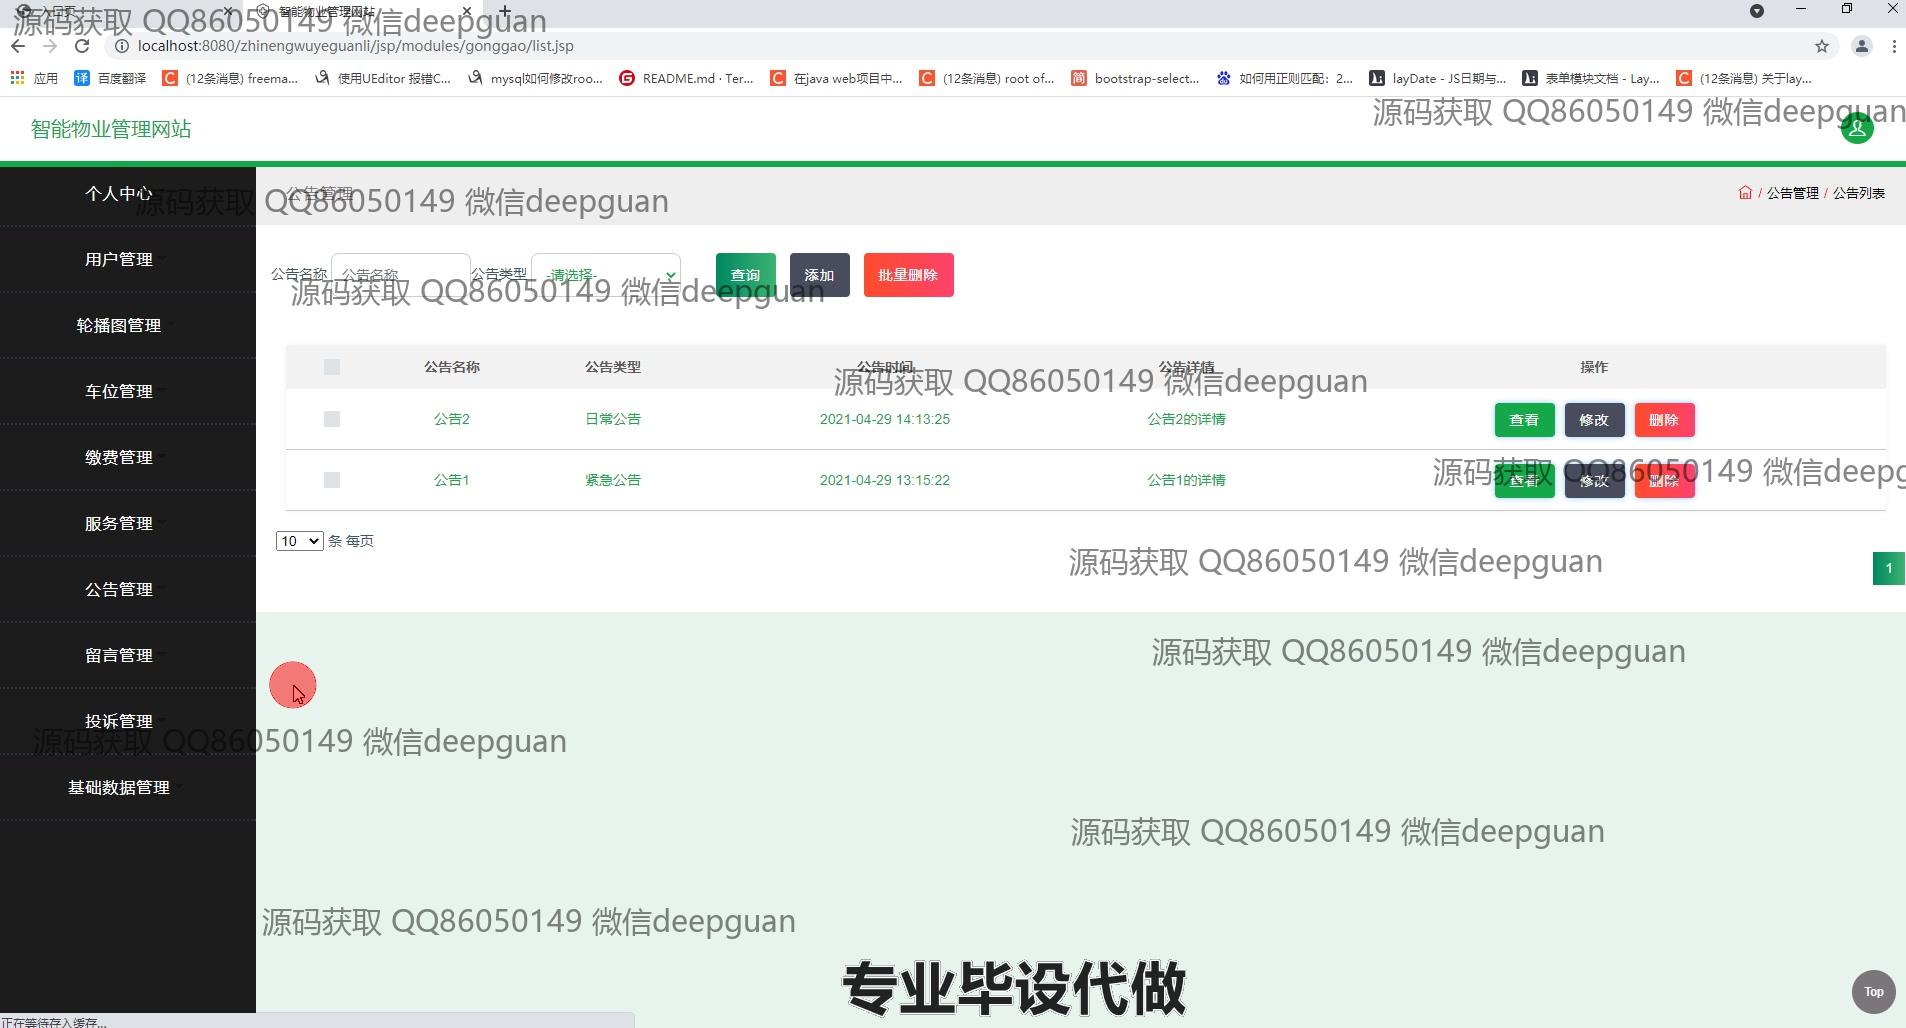 入口页
智能物业管理网站
源码获取 QQ86050149 微信deepguan
localhost:8080/zhinengwuyeguanli/jsp/modules/gonggao/list.jsp
应用 百度翻译 (12条消息) freema... 使用UEditor 报错C... mysql如何修改roo... README.md · Ter... 在java web项目中... (12条消息) root of... bootstrap-select... 如何用正则匹配：2... layDate - JS日期与... 表单模块文档 - Lay... (12条消息) 关于lay...
源码获取 QQ86050149 微信deepguan
智能物业管理网站
个人中心
公告管理
/ 公告管理 / 公告列表
源码获取 QQ86050149 微信deepguan
用户管理
公告名称 公告名称 公告类型 -请选择- 查询 添加 批量删除
源码获取 QQ86050149 微信deepguan
轮播图管理
公告名称 公告类型 公告时间 公告详情 操作
源码获取 QQ86050149 微信deepguan
车位管理
公告2 日常公告 2021-04-29 14:13:25 公告2的详情 查看 修改 删除
缴费管理
源码获取 QQ86050149 微信deepg
公告1 紧急公告 2021-04-29 13:15:22 公告1的详情 查看 修改 删除
服务管理
10 条 每页
源码获取 QQ86050149 微信deepguan
1
公告管理
留言管理
源码获取 QQ86050149 微信deepguan
投诉管理
源码获取 QQ86050149 微信deepguan
基础数据管理
源码获取 QQ86050149 微信deepguan
源码获取 QQ86050149 微信deepguan
专业毕设代做
Top
正在等待存入缓存...